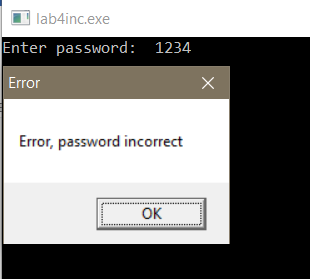 lab4inc.exe
Enter password:  1234
Error
Error, password incorrect
OK